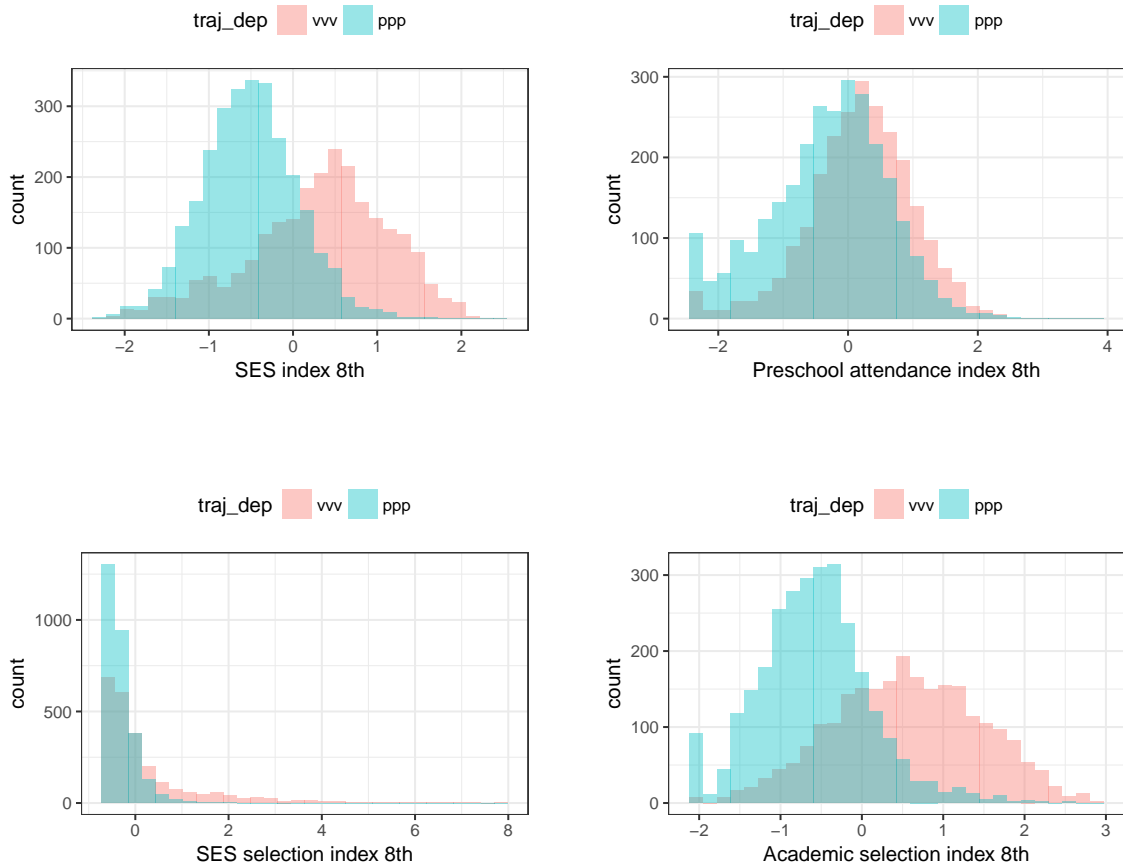 traj_dep vvv ppp
count
300
200
100
0
−2 −1 0 1 2
SES index 8th
traj_dep vvv ppp
count
300
200
100
0
−2 0 2 4
Preschool attendance index 8th
traj_dep vvv ppp
count
1000
500
0
0 2 4 6 8
SES selection index 8th
traj_dep vvv ppp
count
300
200
100
0
−2 −1 0 1 2 3
Academic selection index 8th